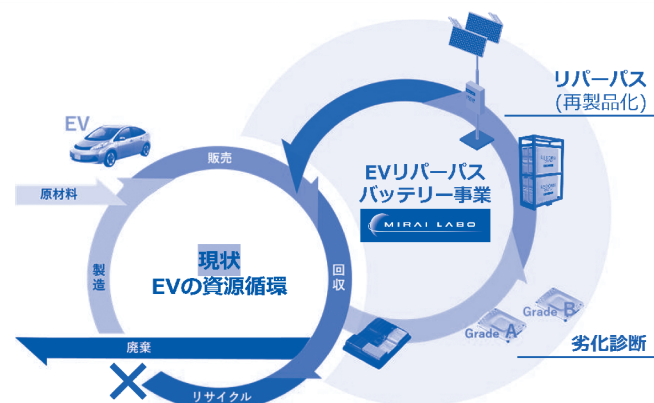 リパーパス
(再製品化)
EV
販売
EVリパーパス
バッテリー事業
MIRAI LABO
原材料
現状
EVの資源循環
製造
回収
Grade A
Grade B
劣化診断
廃棄
リサイクル